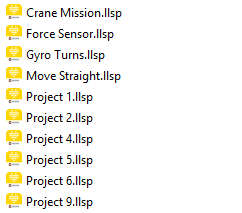 Crane Mission.llsp
Force Sensor.llsp
Gyro Turns.llsp
Move Straight.llsp
Project 1.llsp
Project 2.llsp
Project 4.llsp
Project 5.llsp
Project 6.llsp
Project 9.llsp